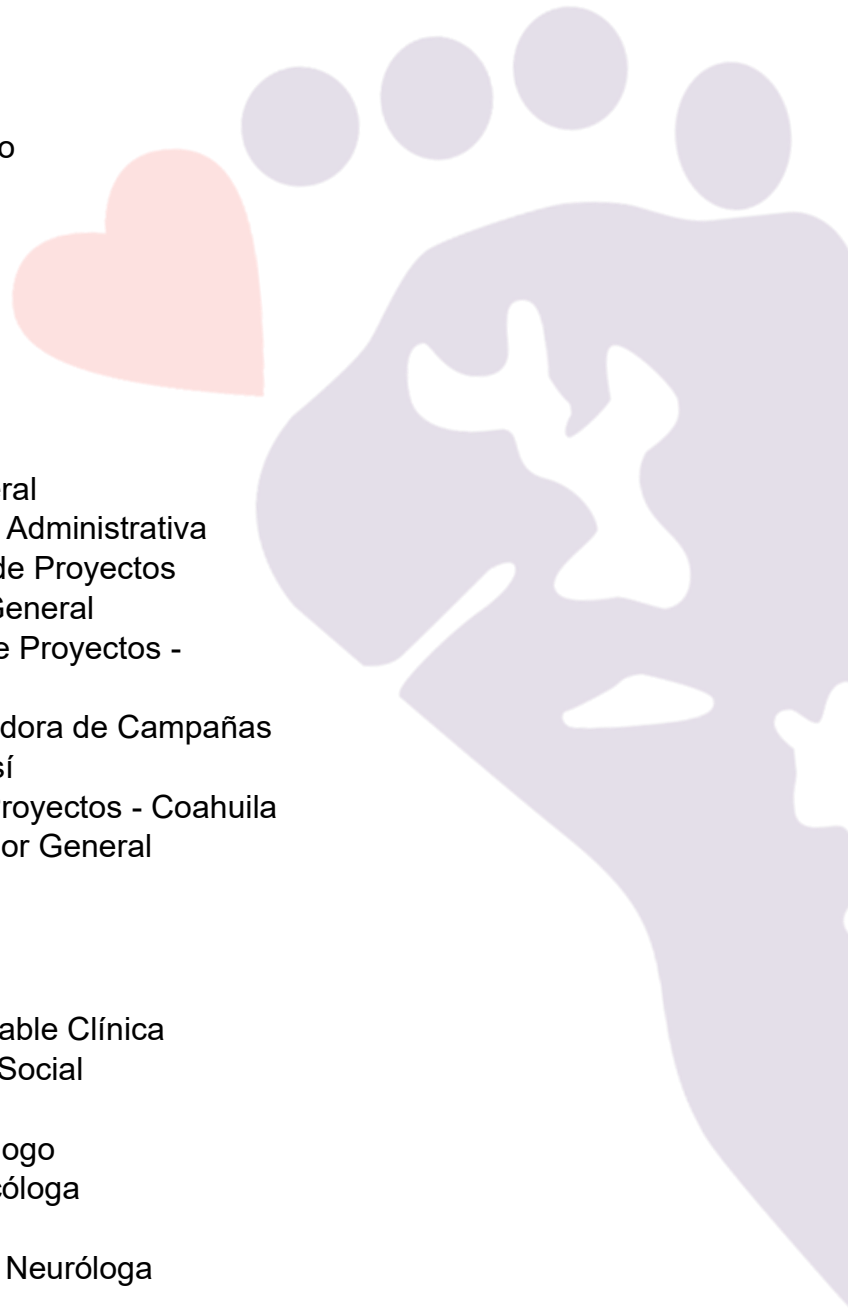 o
ral
Administrativa
de Proyectos
General
e Proyectos -
dora de Campañas
sí
royectos - Coahuila
or General
able Clínica
Social
ogo
cóloga
Neuróloga